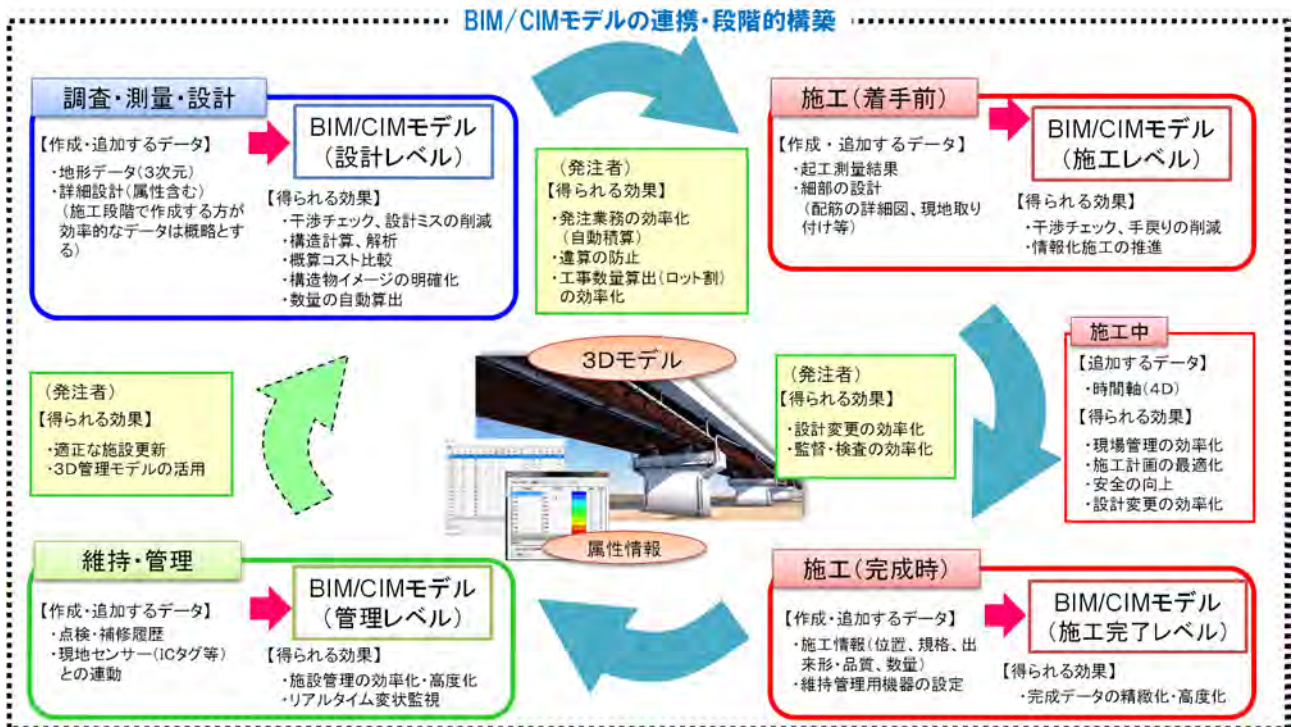 BIM/CIMモデルの連携・段階的構築
調査・測量・設計
【作成・追加するデータ】
・地形データ(3次元)
・詳細設計(属性含む)
(施工段階で作成する方が
効率的なデータは概略とす
る)
BIM/CIMモデル
(設計レベル)
【得られる効果】
・干渉チェック、設計ミスの削減
・構造計算、解析
・概算コスト比較
・構造物イメージの明確化
・数量の自動算出
(発注者)
【得られる効果】
・発注業務の効率化
(自動積算)
・違算の防止
・工事数量算出(ロット割)
の効率化
施工(着手前)
【作成・追加するデータ】
・起工測量結果
・細部の設計
(配筋の詳細図、現地取り
付け等)
BIM/CIMモデル
(施工レベル)
【得られる効果】
・干渉チェック、手戻りの削減
・情報化施工の推進
施工中
【追加するデータ】
・時間軸(4D)
【得られる効果】
・現場管理の効率化
・施工計画の最適化
・安全の向上
・設計変更の効率化
3Dモデル
属性情報
(発注者)
【得られる効果】
・設計変更の効率化
・監督・検査の効率化
(発注者)
【得られる効果】
・適正な施設更新
・3D管理モデルの活用
維持・管理
【作成・追加するデータ】
・点検・補修履歴
・現地センサー(ICタグ等)
との連動
BIM/CIMモデル
(管理レベル)
【得られる効果】
・施設管理の効率化・高度化
・リアルタイム変状監視
施工(完成時)
【作成・追加するデータ】
・施工情報(位置、規格、出
来形・品質、数量)
・維持管理用機器の設定
BIM/CIMモデル
(施工完了レベル)
【得られる効果】
・完成データの精緻化・高度化